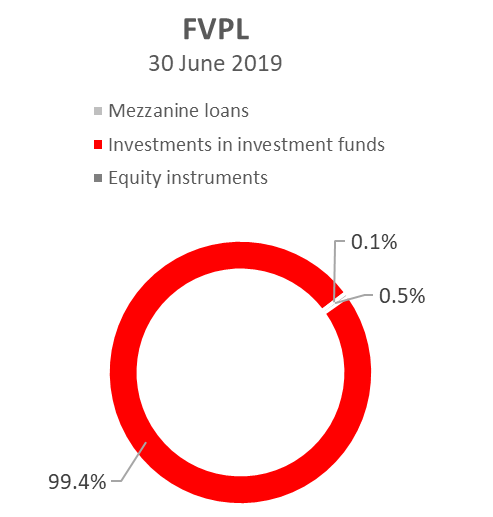 FVPL
30 June 2019
Mezzanine loans
Investments in investment funds
Equity instruments
0.1%
0.5%
99.4%